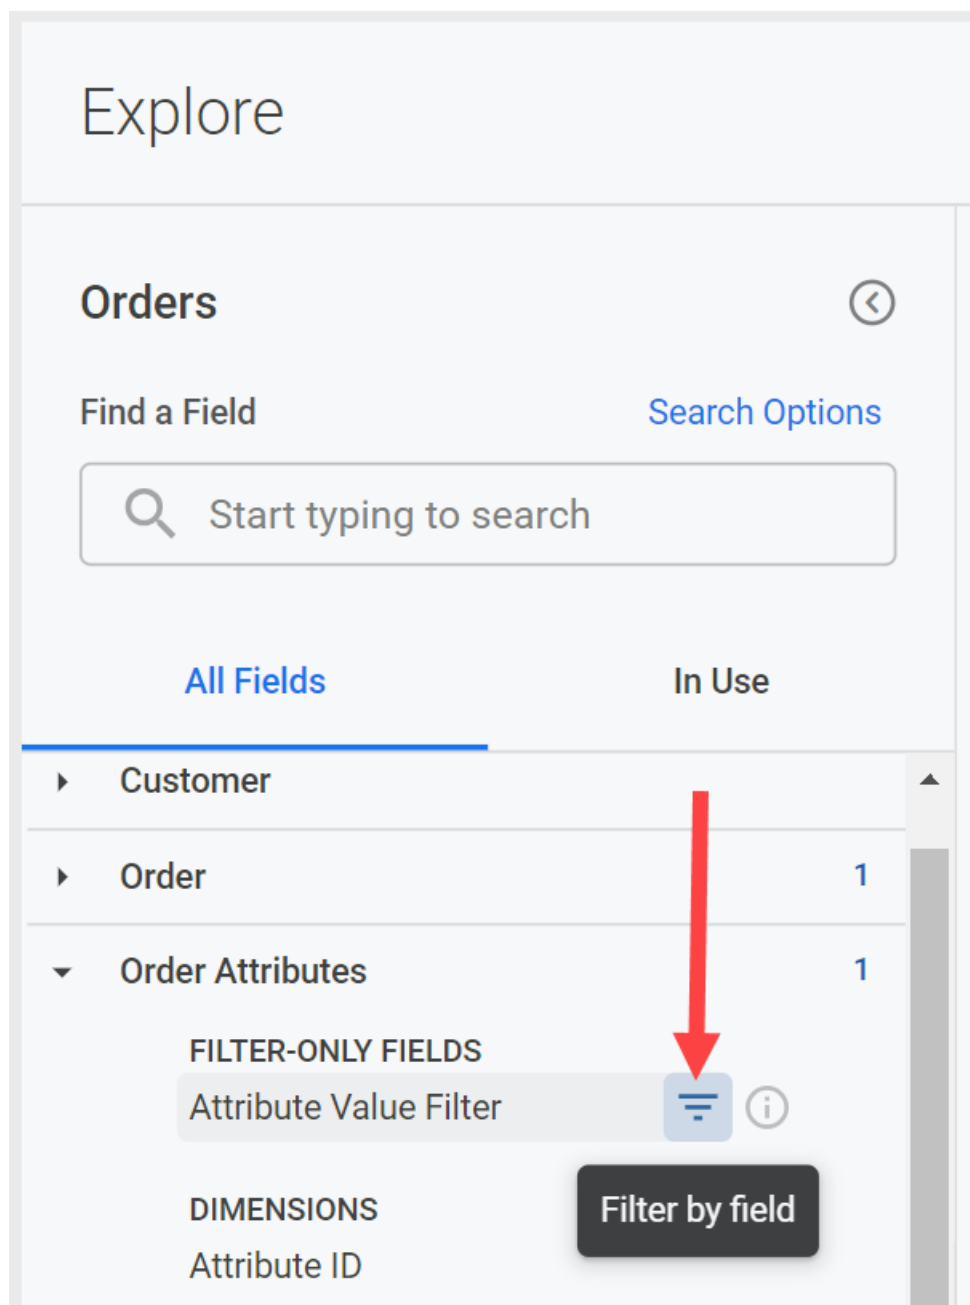 Explore
Orders
Find a Field Search Options
Start typing to search
All Fields In Use
Customer
Order 1
Order Attributes 1
FILTER-ONLY FIELDS
Attribute Value Filter
Filter by field
DIMENSIONS
Attribute ID